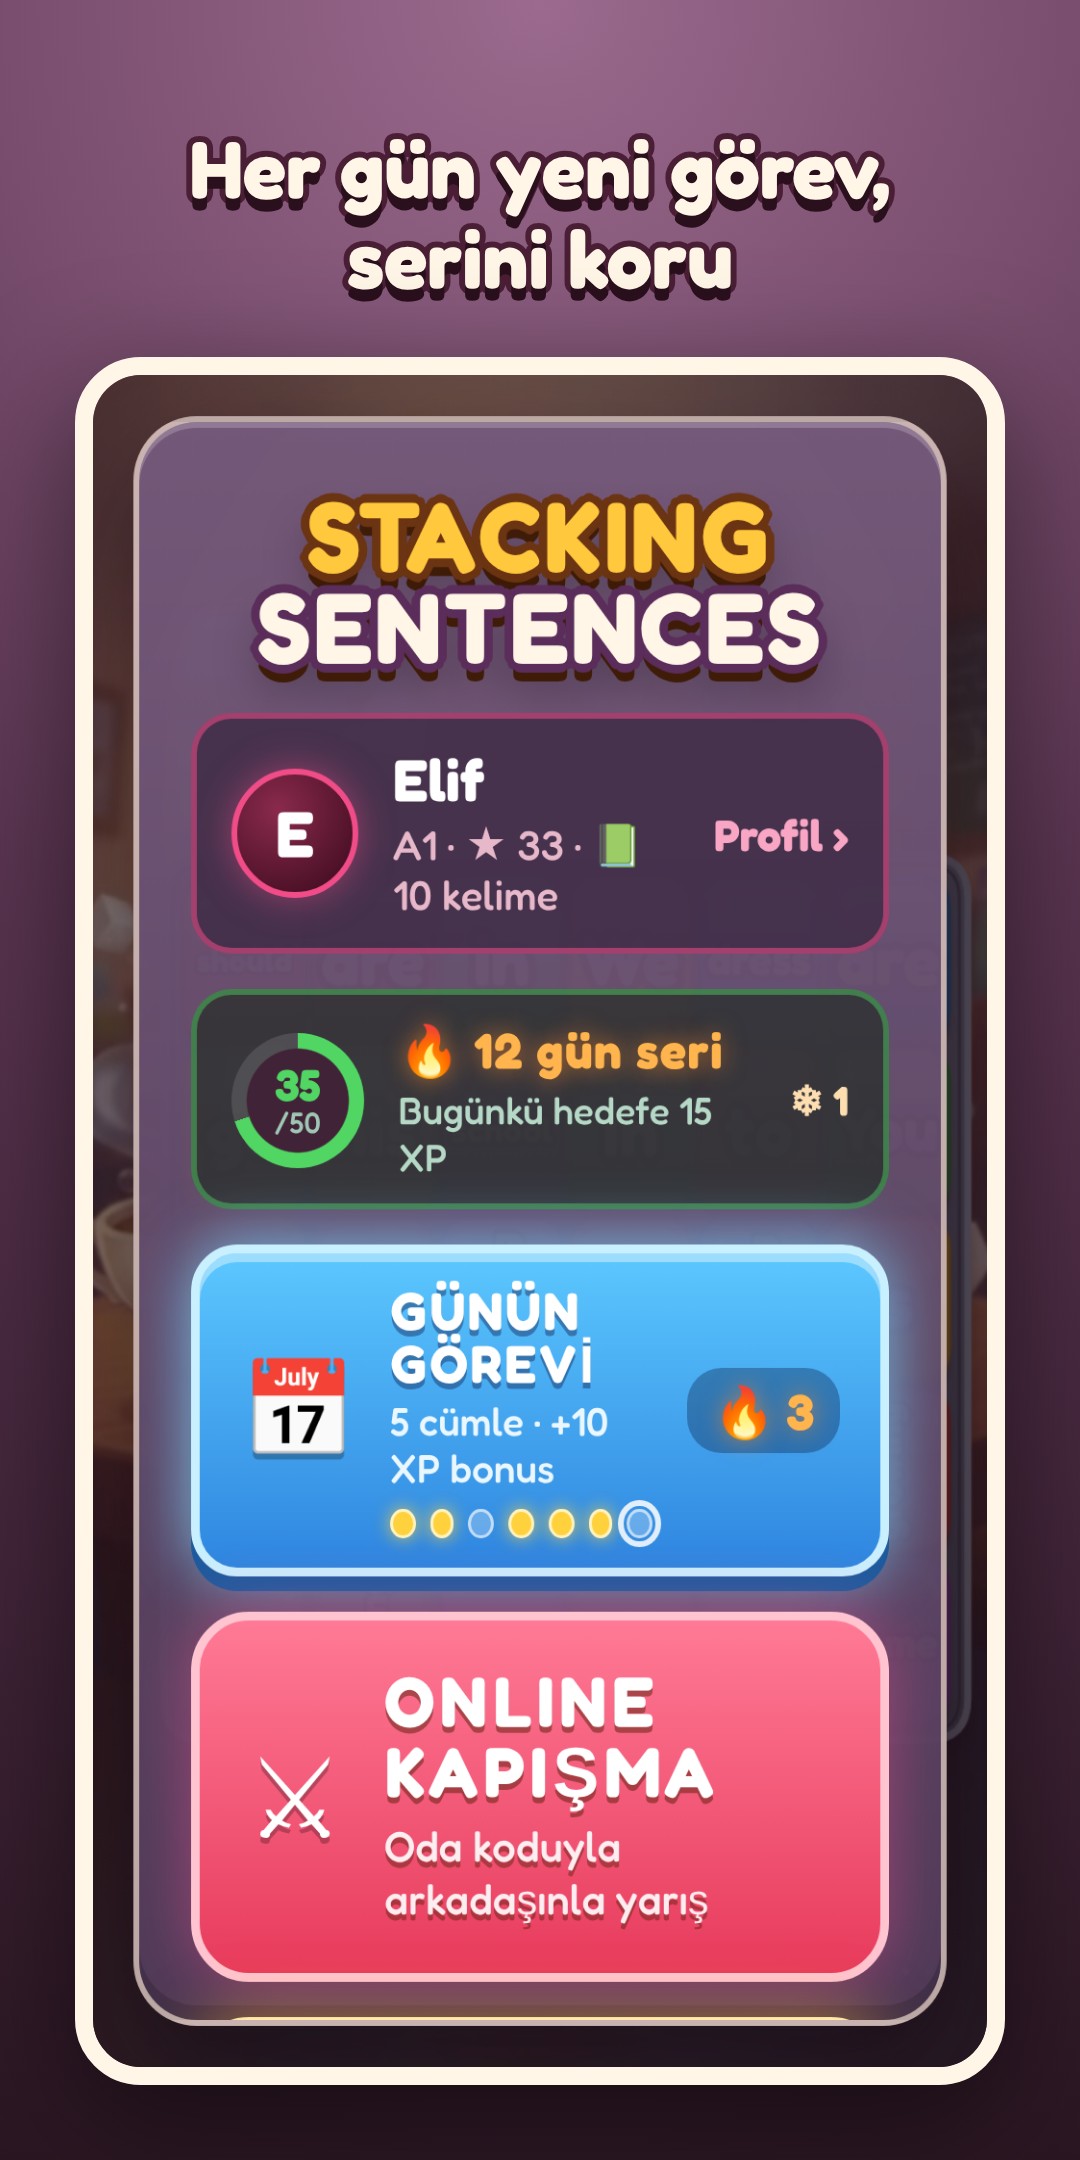 Her gün yeni görev,
serini koru
STACKING
SENTENCES
E
Elif
A1 · ★ 33 · 📗
10 kelime
Profil ›
35
/50
🔥 12 gün seri
Bugünkü hedefe 15
XP
❄ 1
July
17
GÜNÜN
GÖREVİ
5 cümle · +10
XP bonus
🔥 3
ONLINE
KAPIŞMA
Oda koduyla
arkadaşınla yarış